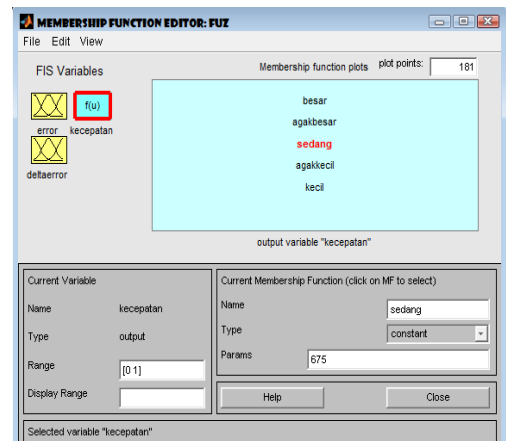 MEMBERSHIP FUNCTION EDITOR: FUZ
File Edit View
FIS Variables
Membership function plots plot points: 181
f(u)
error kecepatan
deltaerror
besar
agakbesar
sedang
agakkecil
kecil
output variable "kecepatan"
Current Variable
Name kecepatan
Type output
Range [0 1]
Display Range
Current Membership Function (click on MF to select)
Name sedang
Type constant
Params 675
Help Close
Selected variable "kecepatan"